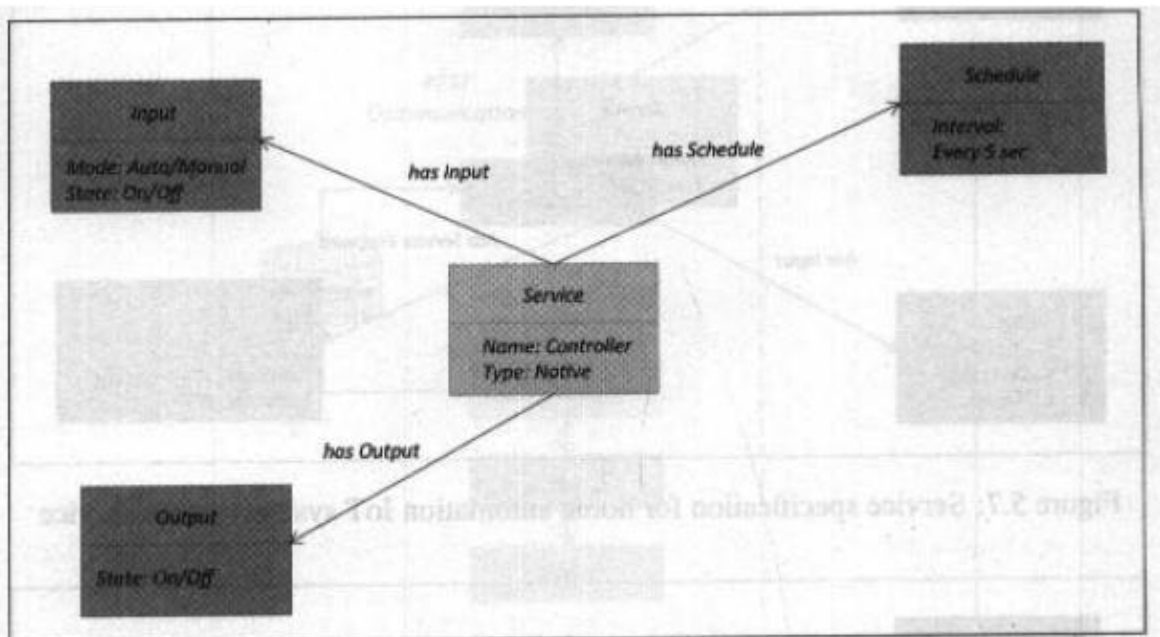 Input
Mode: Auto/Manual
State: On/Off
Schedule
Interval:
Every 5 sec
has Input
has Schedule
Service
Name: Controller
Type: Native
has Output
Output
State: On/Off
Figure 5.7: Service specification for home automation IoT